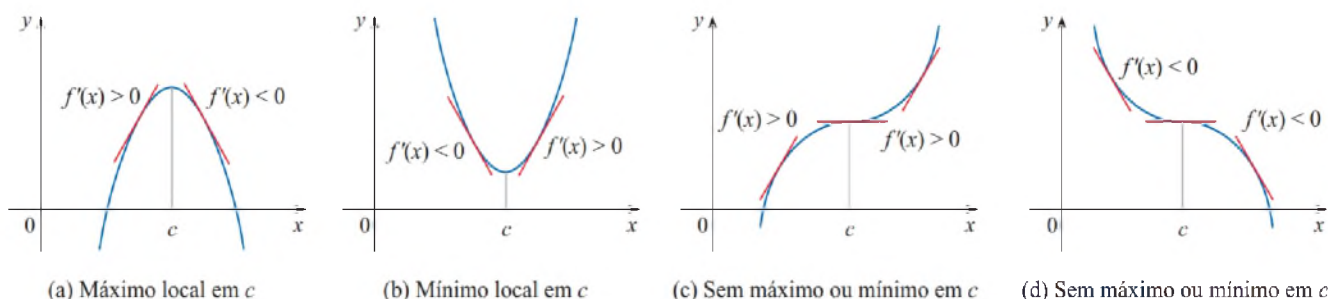 y
f'(x) > 0
f'(x) < 0
0
c
x
(a) Máximo local em c
y
f'(x) < 0
f'(x) > 0
0
c
x
(b) Mínimo local em c
y
f'(x) > 0
f'(x) > 0
0
c
x
(c) Sem máximo ou mínimo em c
y
f'(x) < 0
f'(x) < 0
0
c
x
(d) Sem máximo ou mínimo em c